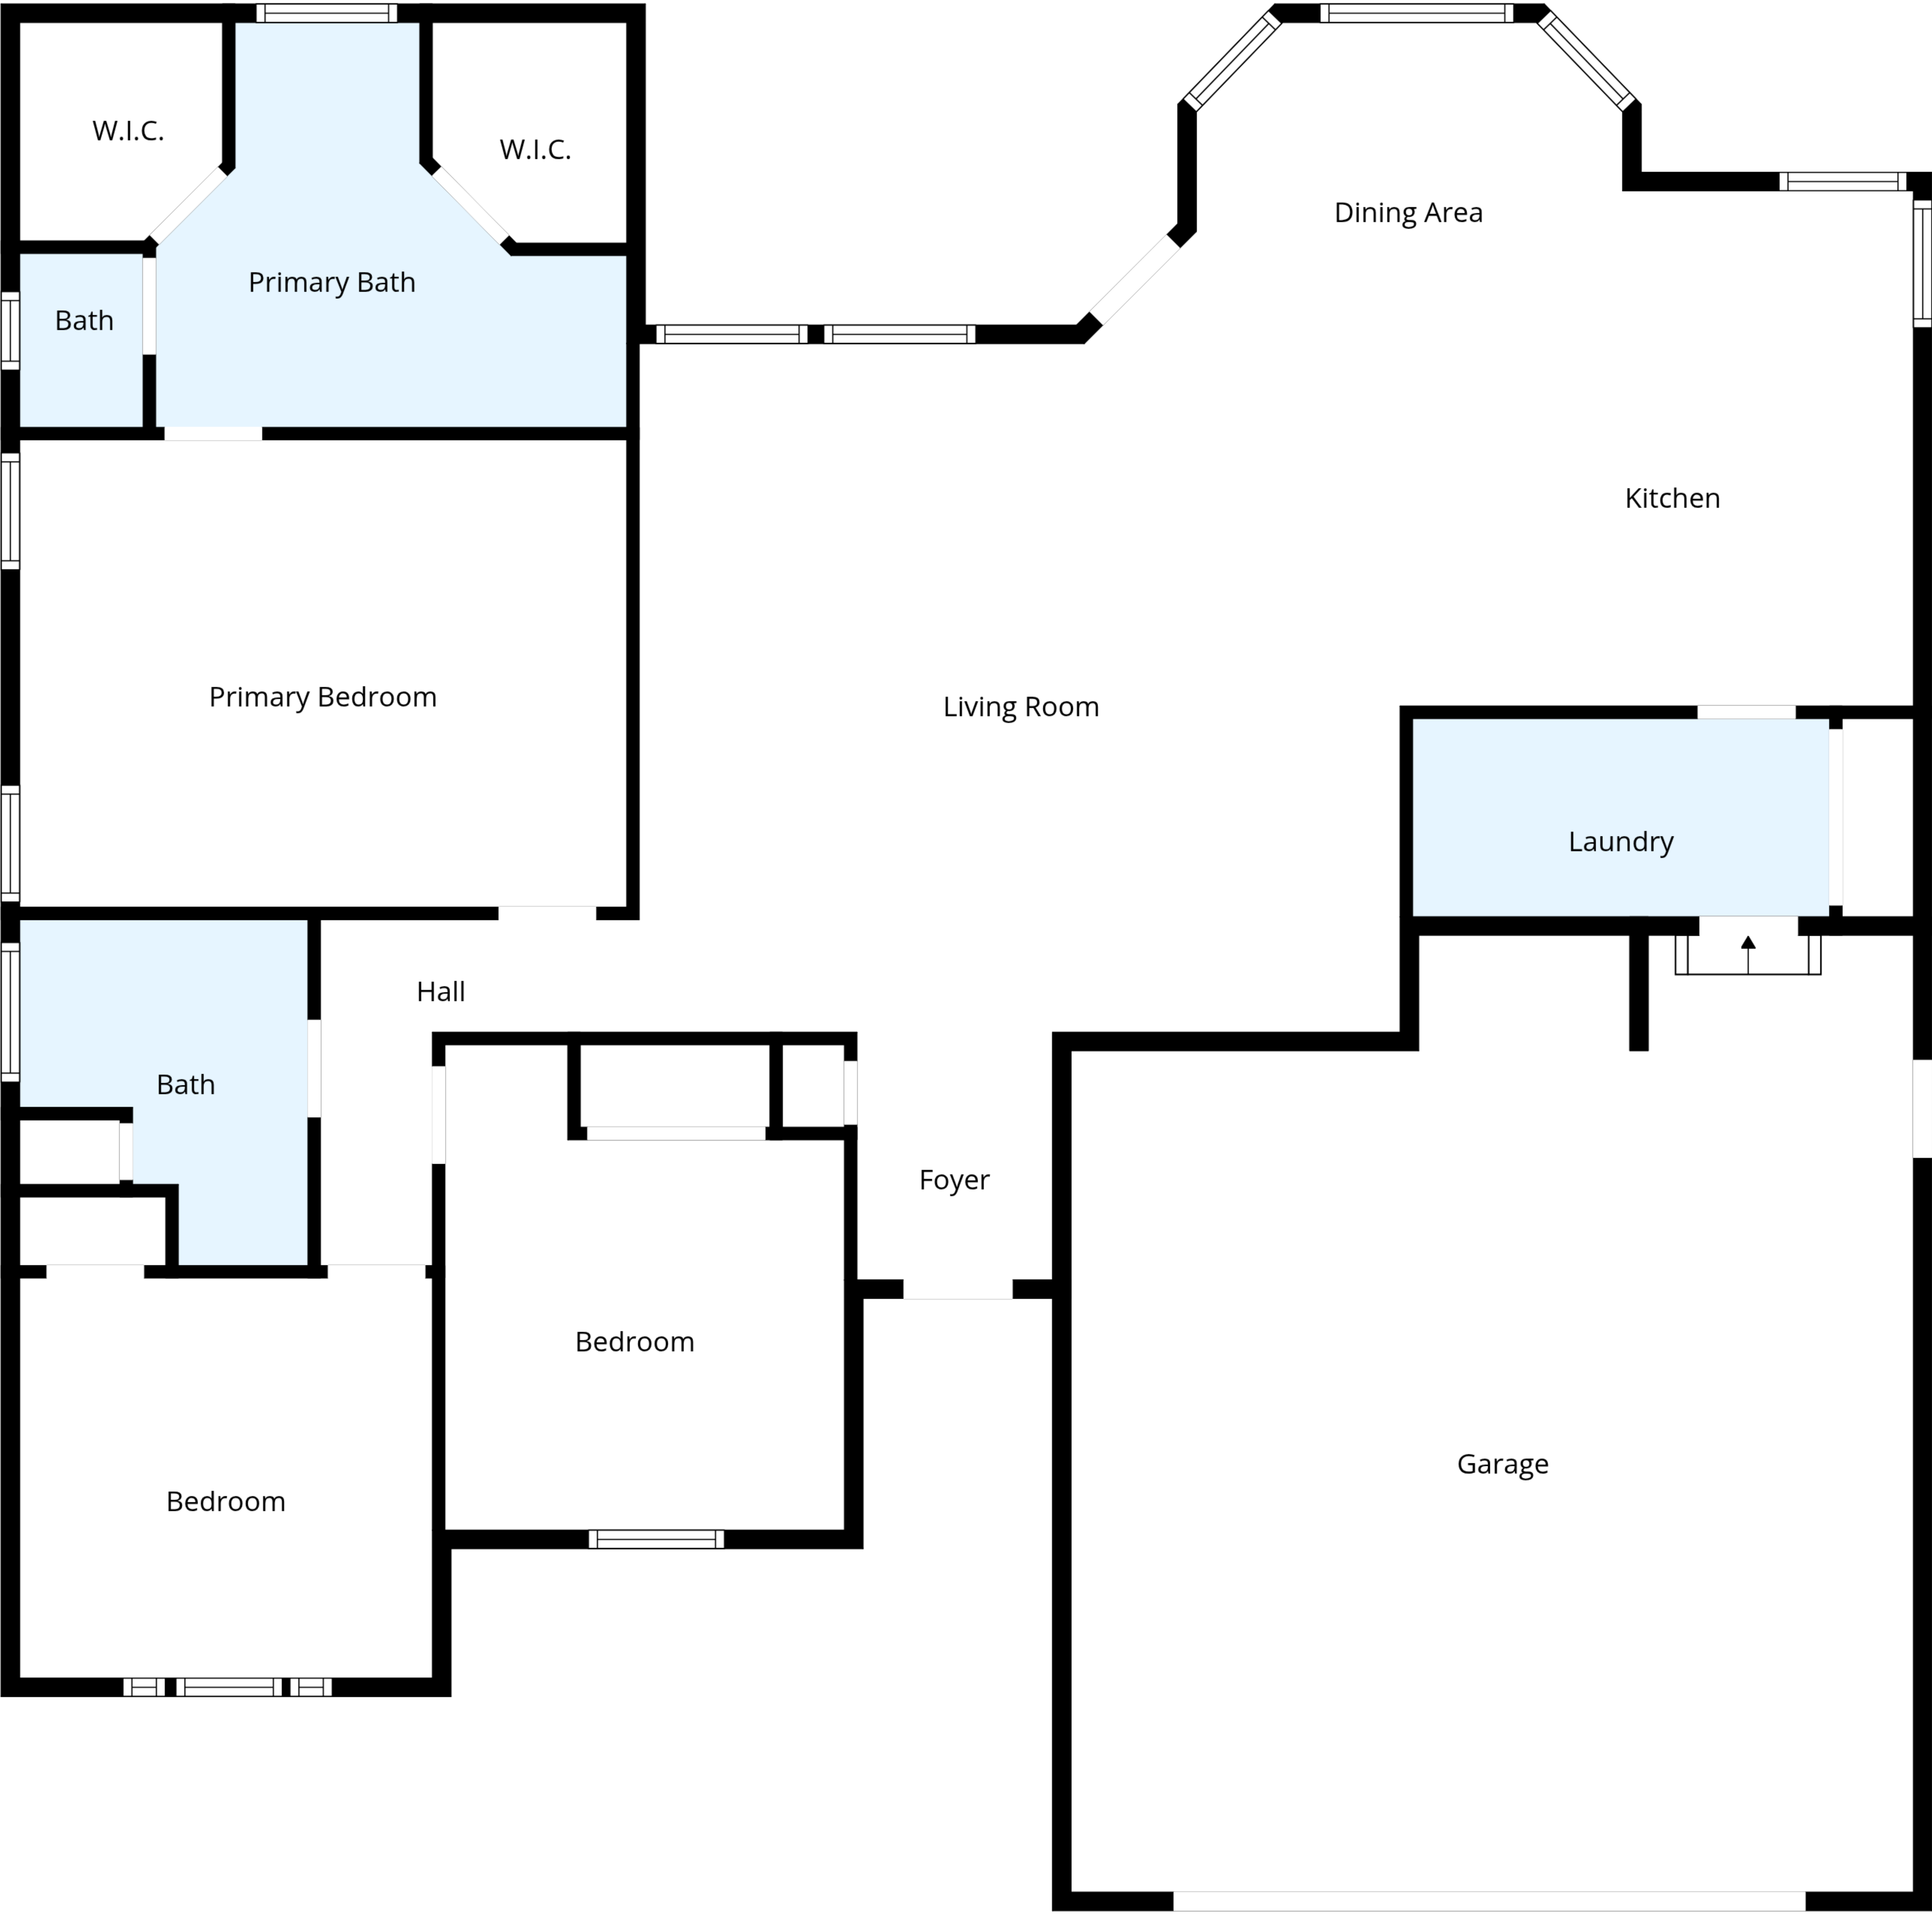 W.I.C.
W.I.C.
Dining Area
Primary Bath
Bath
Kitchen
Primary Bedroom
Living Room
Laundry
Hall
Bath
Foyer
Bedroom
Garage
Bedroom